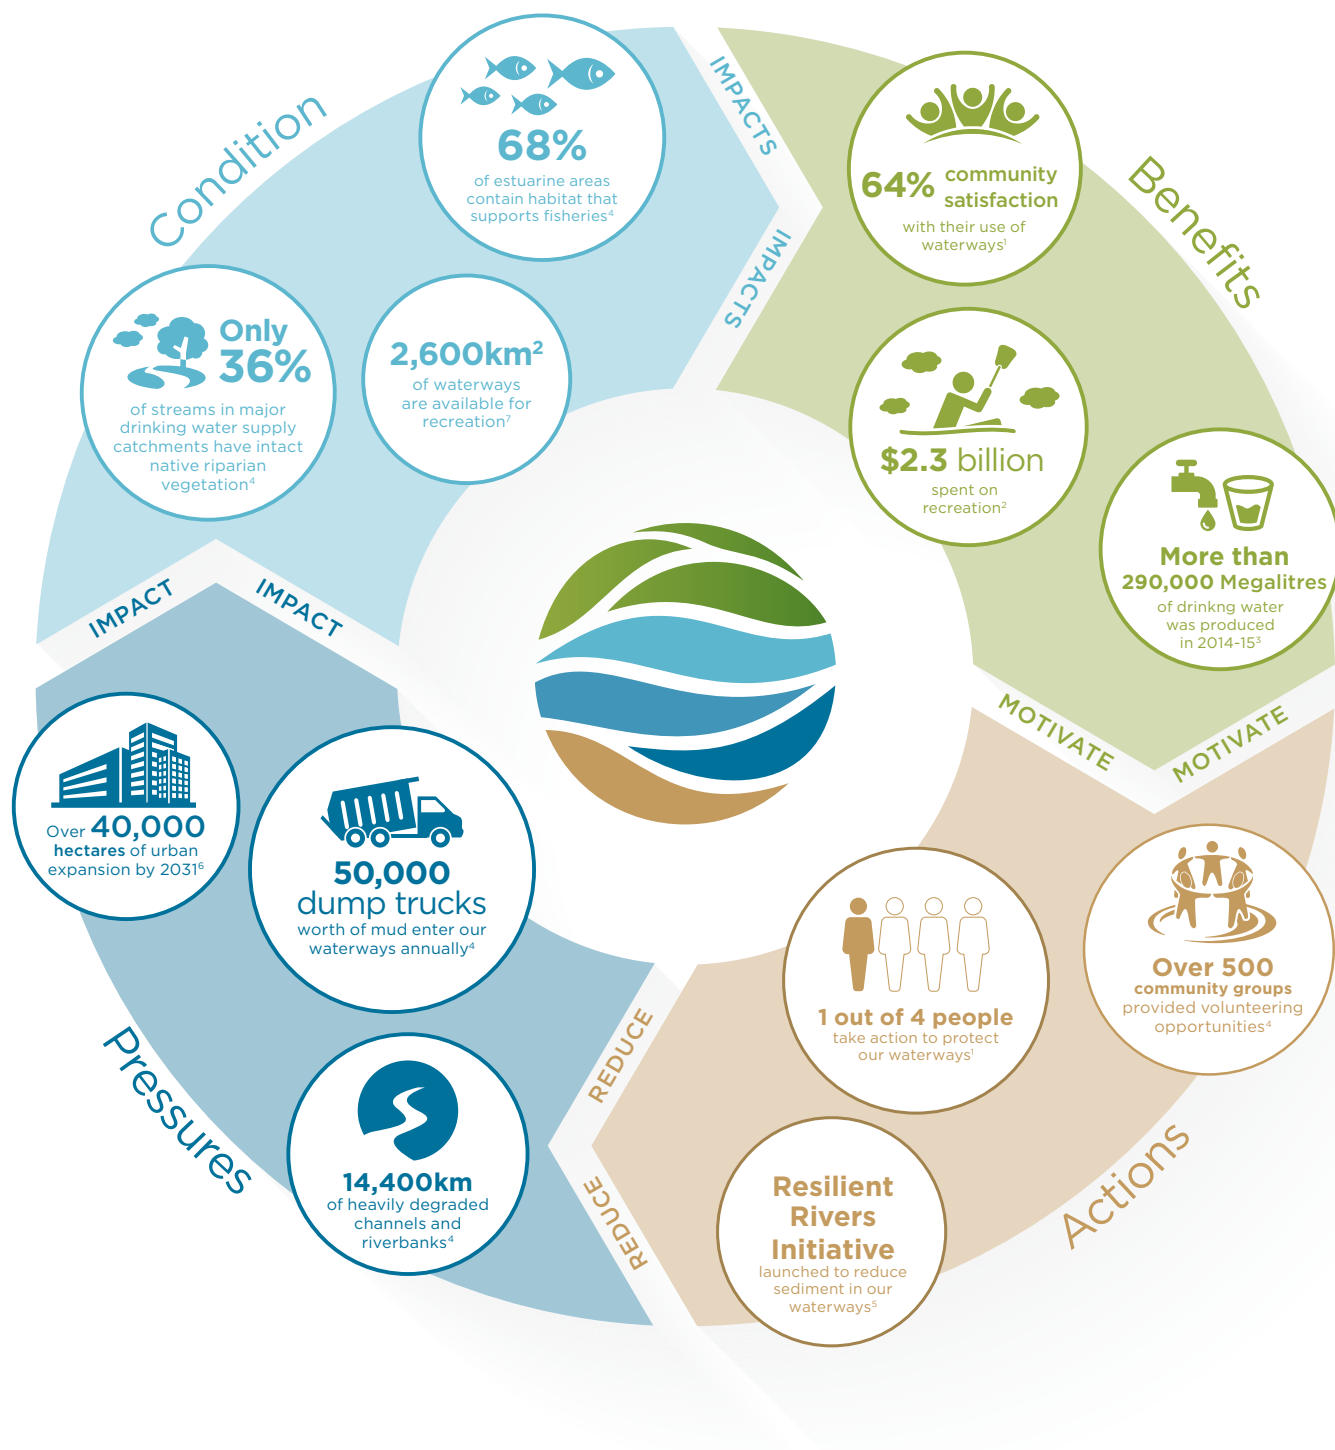 Condition
68%
of estuarine areas
contain habitat that
supports fisheries⁴
Only
36%
of streams in major
drinking water supply
catchments have intact
native riparian
vegetation⁴
2,600km²
of waterways
are available for
recreation⁷
IMPACTS
IMPACTS
Benefits
64% community
satisfaction
with their use of
waterways¹
$2.3 billion
spent on
recreation²
More than
290,000 Megalitres
of drinkng water
was produced
in 2014-15³
MOTIVATE
MOTIVATE
Actions
1 out of 4 people
take action to protect
our waterways¹
Over 500
community groups
provided volunteering
opportunities⁴
Resilient
Rivers
Initiative
launched to reduce
sediment in our
waterways⁵
REDUCE
REDUCE
Pressures
Over 40,000
hectares of urban
expansion by 2031⁶
50,000
dump trucks
worth of mud enter our
waterways annually⁴
14,400km
of heavily degraded
channels and
riverbanks⁴
IMPACT
IMPACT